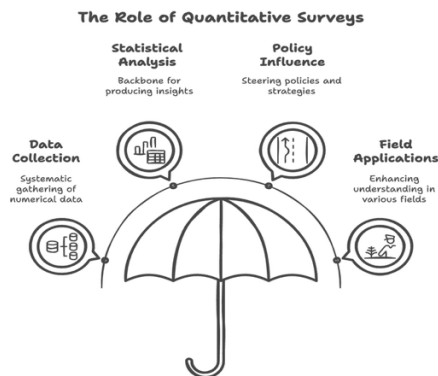 The Role of Quantitative Surveys
Statistical
Analysis
Backbone for
producing insights
Policy
Influence
Steering policies and
strategies
Data
Collection
Systematic
gathering of
numerical data
Field
Applications
Enhancing
understanding in
various fields